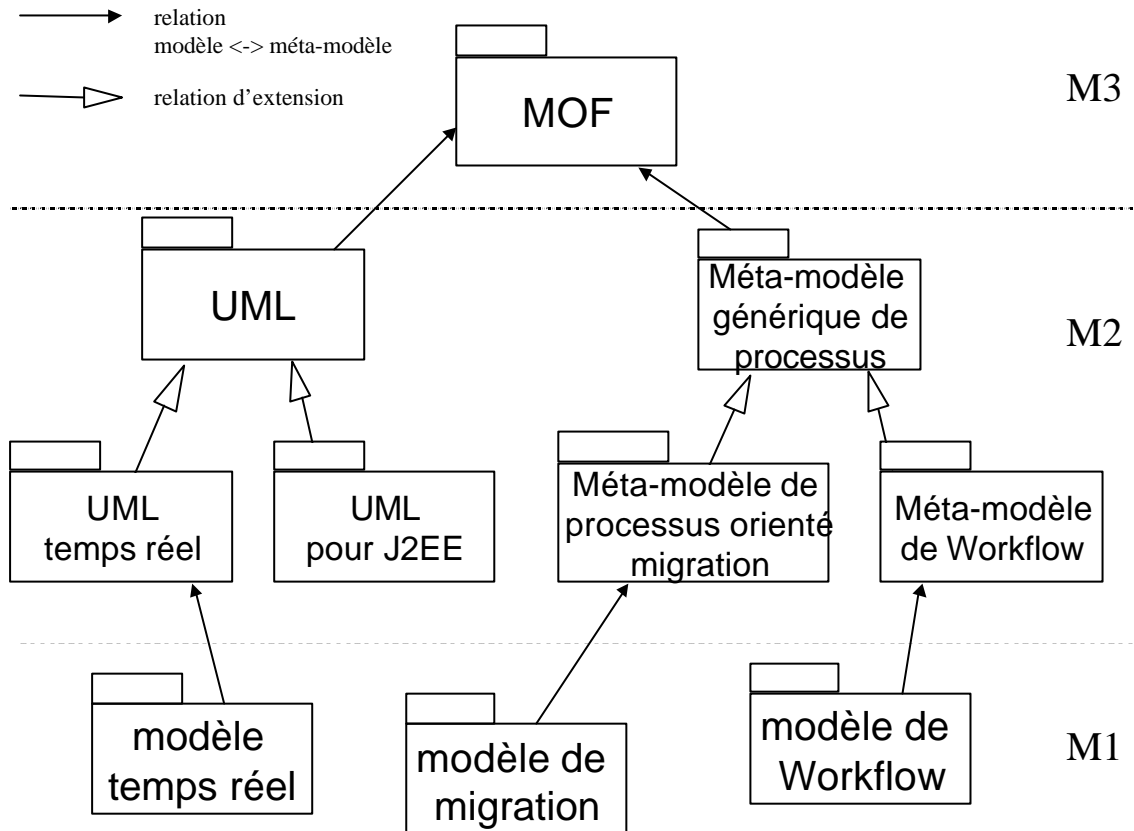 relation
modèle <-> méta-modèle
relation d’extension
MOF
M3
UML
Méta-modèle
générique de
processus
M2
UML
temps réel
UML
pour J2EE
Méta-modèle de
processus orienté
migration
Méta-modèle
de Workflow
modèle
temps réel
modèle de
migration
modèle de
Workflow
M1